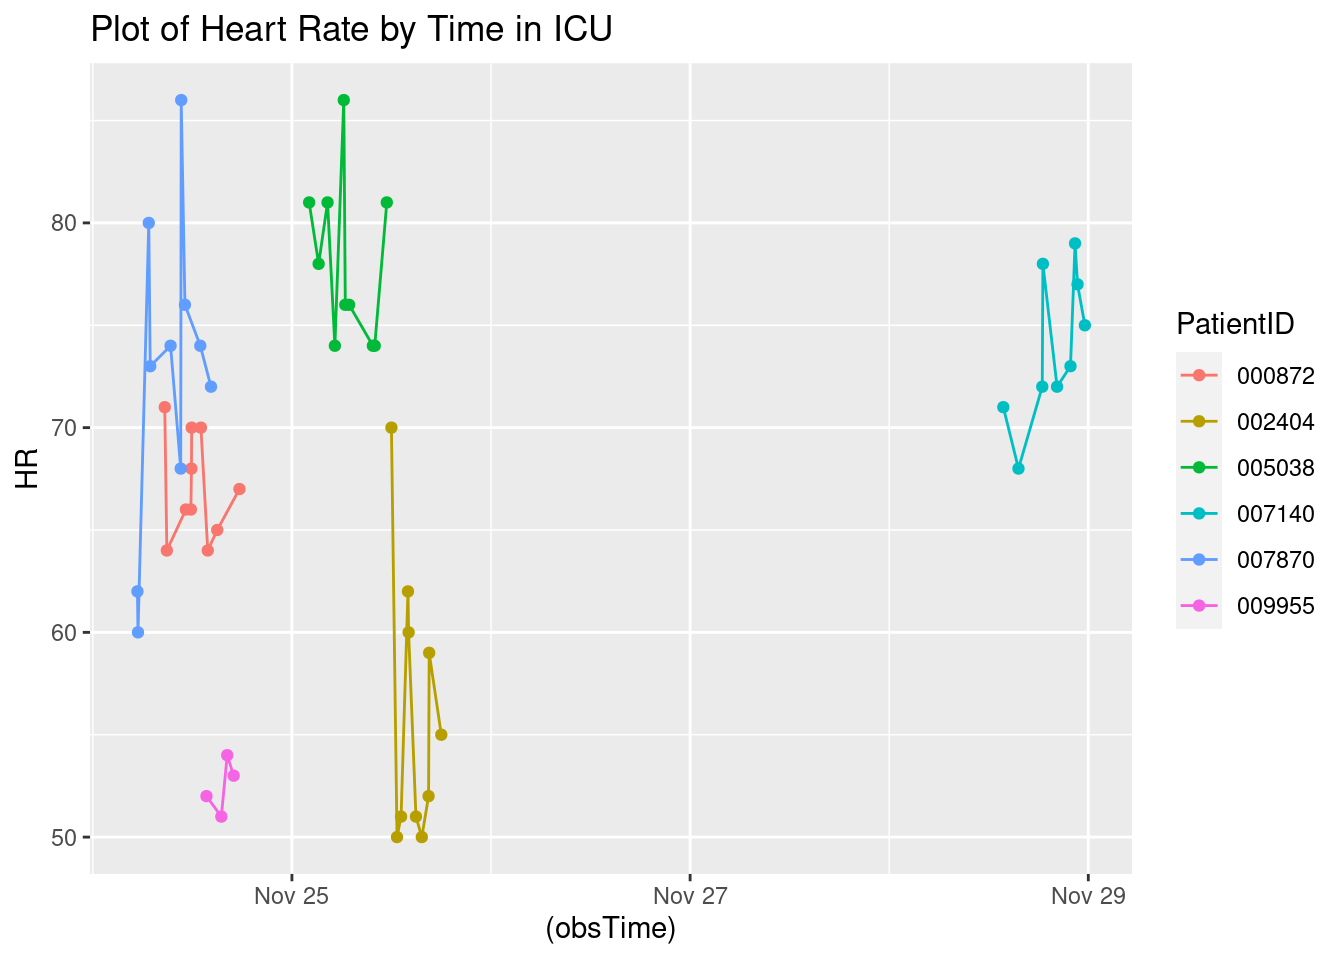 Plot of Heart Rate by Time in ICU
HR
80
70
60
50
Nov 25
Nov 27
Nov 29
(obsTime)
PatientID
000872
002404
005038
007140
007870
009955